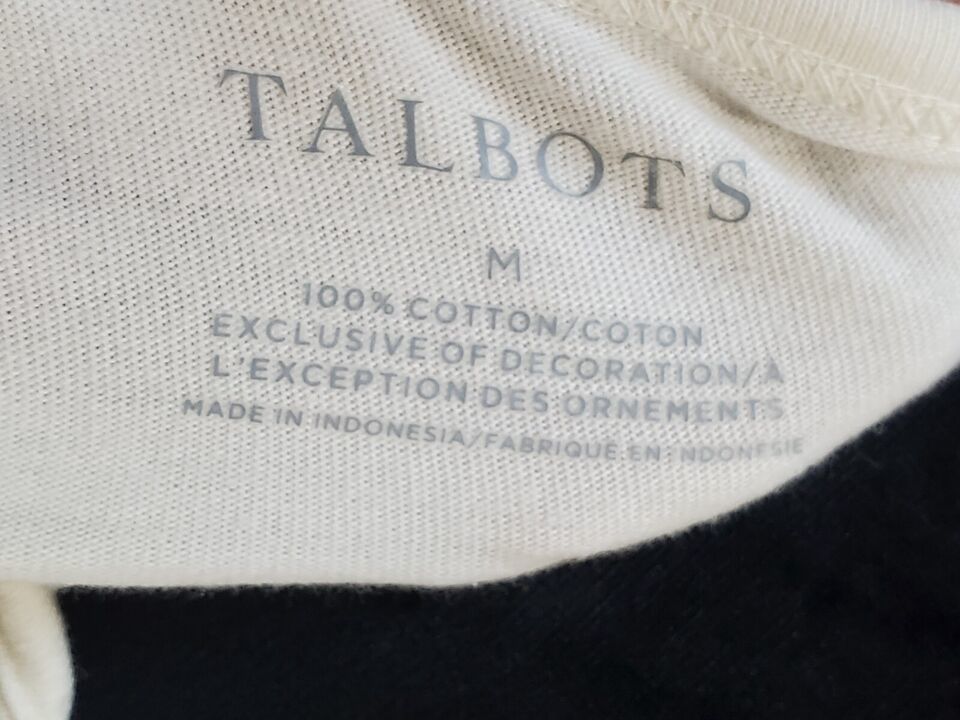 TALBOTS
M
100% COTTON/COTON
EXCLUSIVE OF DECORATION/À
L'EXCEPTION DES ORNEMENTS
MADE IN INDONESIA/FABRIQUE EN INDONESIE